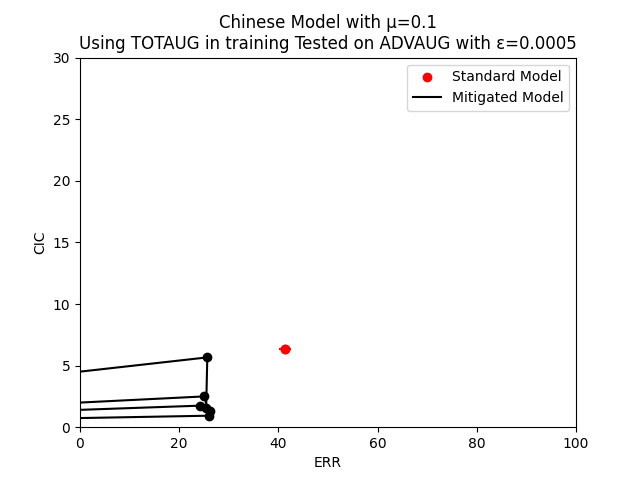 Chinese Model with μ=0.1
Using TOTAUG in training Tested on ADVAUG with ε=0.0005
Standard Model
Mitigated Model
30
25
20
15
10
5
0
CIC
0 20 40 60 80 100
ERR